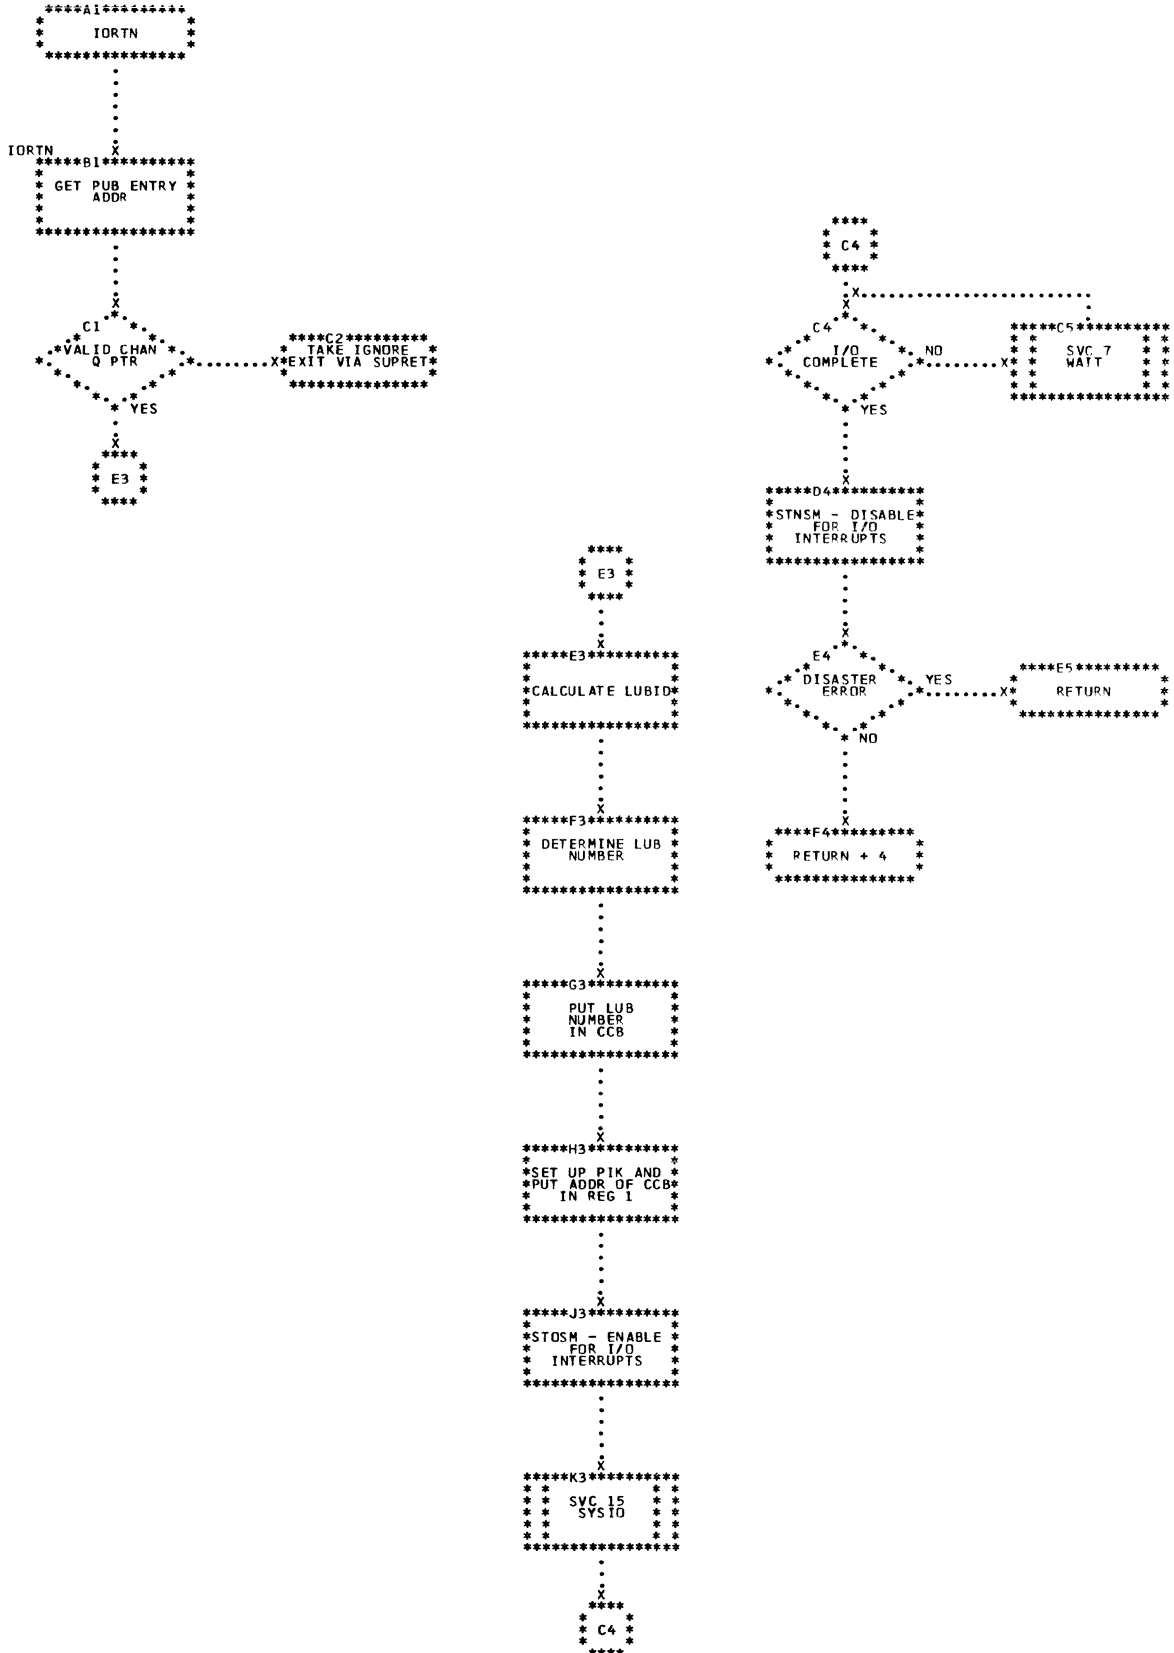 A1
IORTN
IORTN
B1
GET PUB ENTRY
ADDR
C1
VALID CHAN
Q PTR
YES
C2
TAKE IGNORE
EXIT VIA SUPRET
E3
E3
E3
CALCULATE LUBID
F3
DETERMINE LUB
NUMBER
G3
PUT LUB
NUMBER
IN CCB
H3
SET UP PIK AND
PUT ADDR OF CCB
IN REG 1
J3
STOSM - ENABLE
FOR I/O
INTERRUPTS
K3
SVC 15
SYSIO
C4
C4
C4
I/O
COMPLETE
NO
YES
C5
SVC 7
WAIT
D4
STNSM - DISABLE
FOR I/O
INTERRUPTS
E4
DISASTER
ERROR
YES
NO
E5
RETURN
F4
RETURN + 4